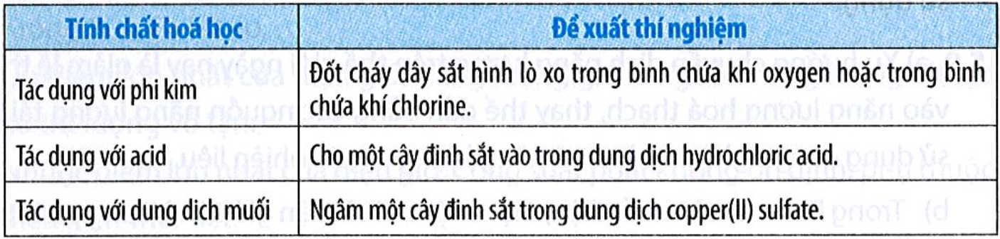 Tính chất hoá học
Đề xuất thí nghiệm
Tác dụng với phi kim
Đốt cháy dây sắt hình lò xo trong bình chứa khí oxygen hoặc trong bình
chứa khí chlorine.
Tác dụng với acid
Cho một cây đinh sắt vào trong dung dịch hydrochloric acid.
Tác dụng với dung dịch muối
Ngâm một cây đinh sắt trong dung dịch copper(II) sulfate.